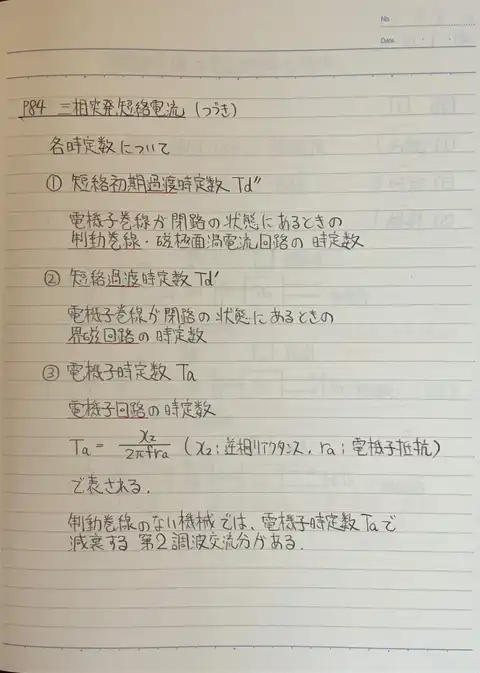 No.
Date
P84 三相突発短絡電流 (つづき)
各時定数について
① 短絡初期過渡時定数 Td″
電機子巻線が閉路の状態にあるときの
制動巻線・磁極面渦電流回路の時定数
② 短絡過渡時定数 Td′
電機子巻線が閉路の状態にあるときの
界磁回路の時定数
③ 電機子時定数 Ta
電機子回路の時定数
Ta = x2 / 2πfra (x2 ; 逆相リアクタンス, ra ; 電機子抵抗)
で表される.
制動巻線のない機械では、電機子時定数 Ta で
減衰する 第2調波交流分がある.